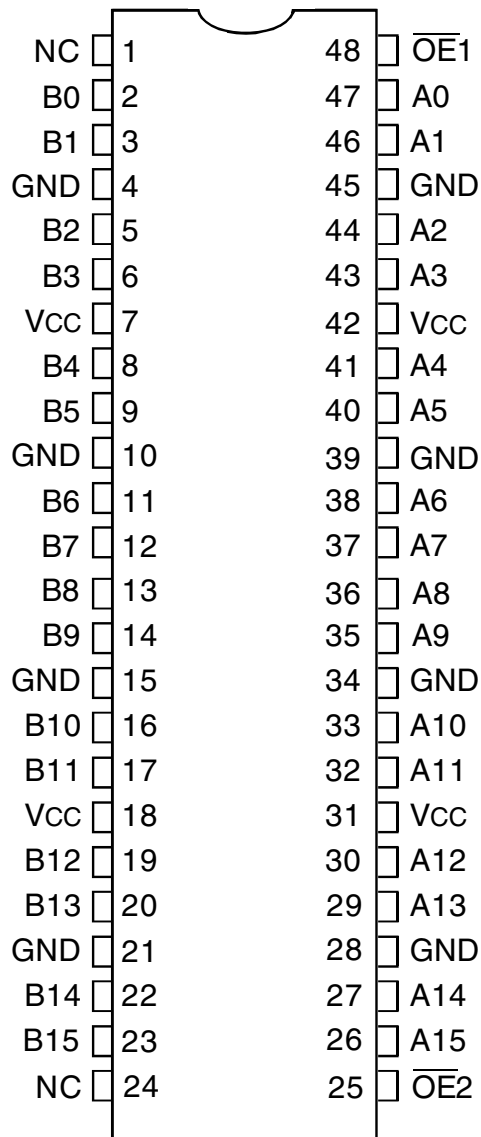 NC 1 48 O̅E̅1
B0 2 47 A0
B1 3 46 A1
GND 4 45 GND
B2 5 44 A2
B3 6 43 A3
VCC 7 42 VCC
B4 8 41 A4
B5 9 40 A5
GND 10 39 GND
B6 11 38 A6
B7 12 37 A7
B8 13 36 A8
B9 14 35 A9
GND 15 34 GND
B10 16 33 A10
B11 17 32 A11
VCC 18 31 VCC
B12 19 30 A12
B13 20 29 A13
GND 21 28 GND
B14 22 27 A14
B15 23 26 A15
NC 24 25 O̅E̅2